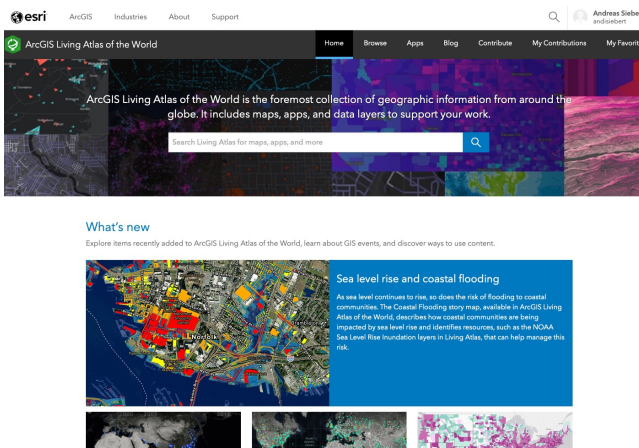 esri ArcGIS Industries About Support Andreas Siebe
andisiebert
ArcGIS Living Atlas of the World Home Browse Apps Blog Contribute My Contributions My Favorit
ArcGIS Living Atlas of the World is the foremost collection of geographic information from around the
globe. It includes maps, apps, and data layers to support your work.
Search Living Atlas for maps, apps, and more
What's new
Explore items recently added to ArcGIS Living Atlas of the World, learn about GIS events, and discover ways to use content.
Sea level rise and coastal flooding
As sea level continues to rise, so does the risk of flooding to coastal
communities. The Coastal Flooding story map, available in ArcGIS Living
Atlas of the World, describes how coastal communities are being
impacted by sea level rise and identifies resources, such as the NOAA
Sea Level Rise Inundation layers in Living Atlas, that can help manage this
risk.
Norfolk